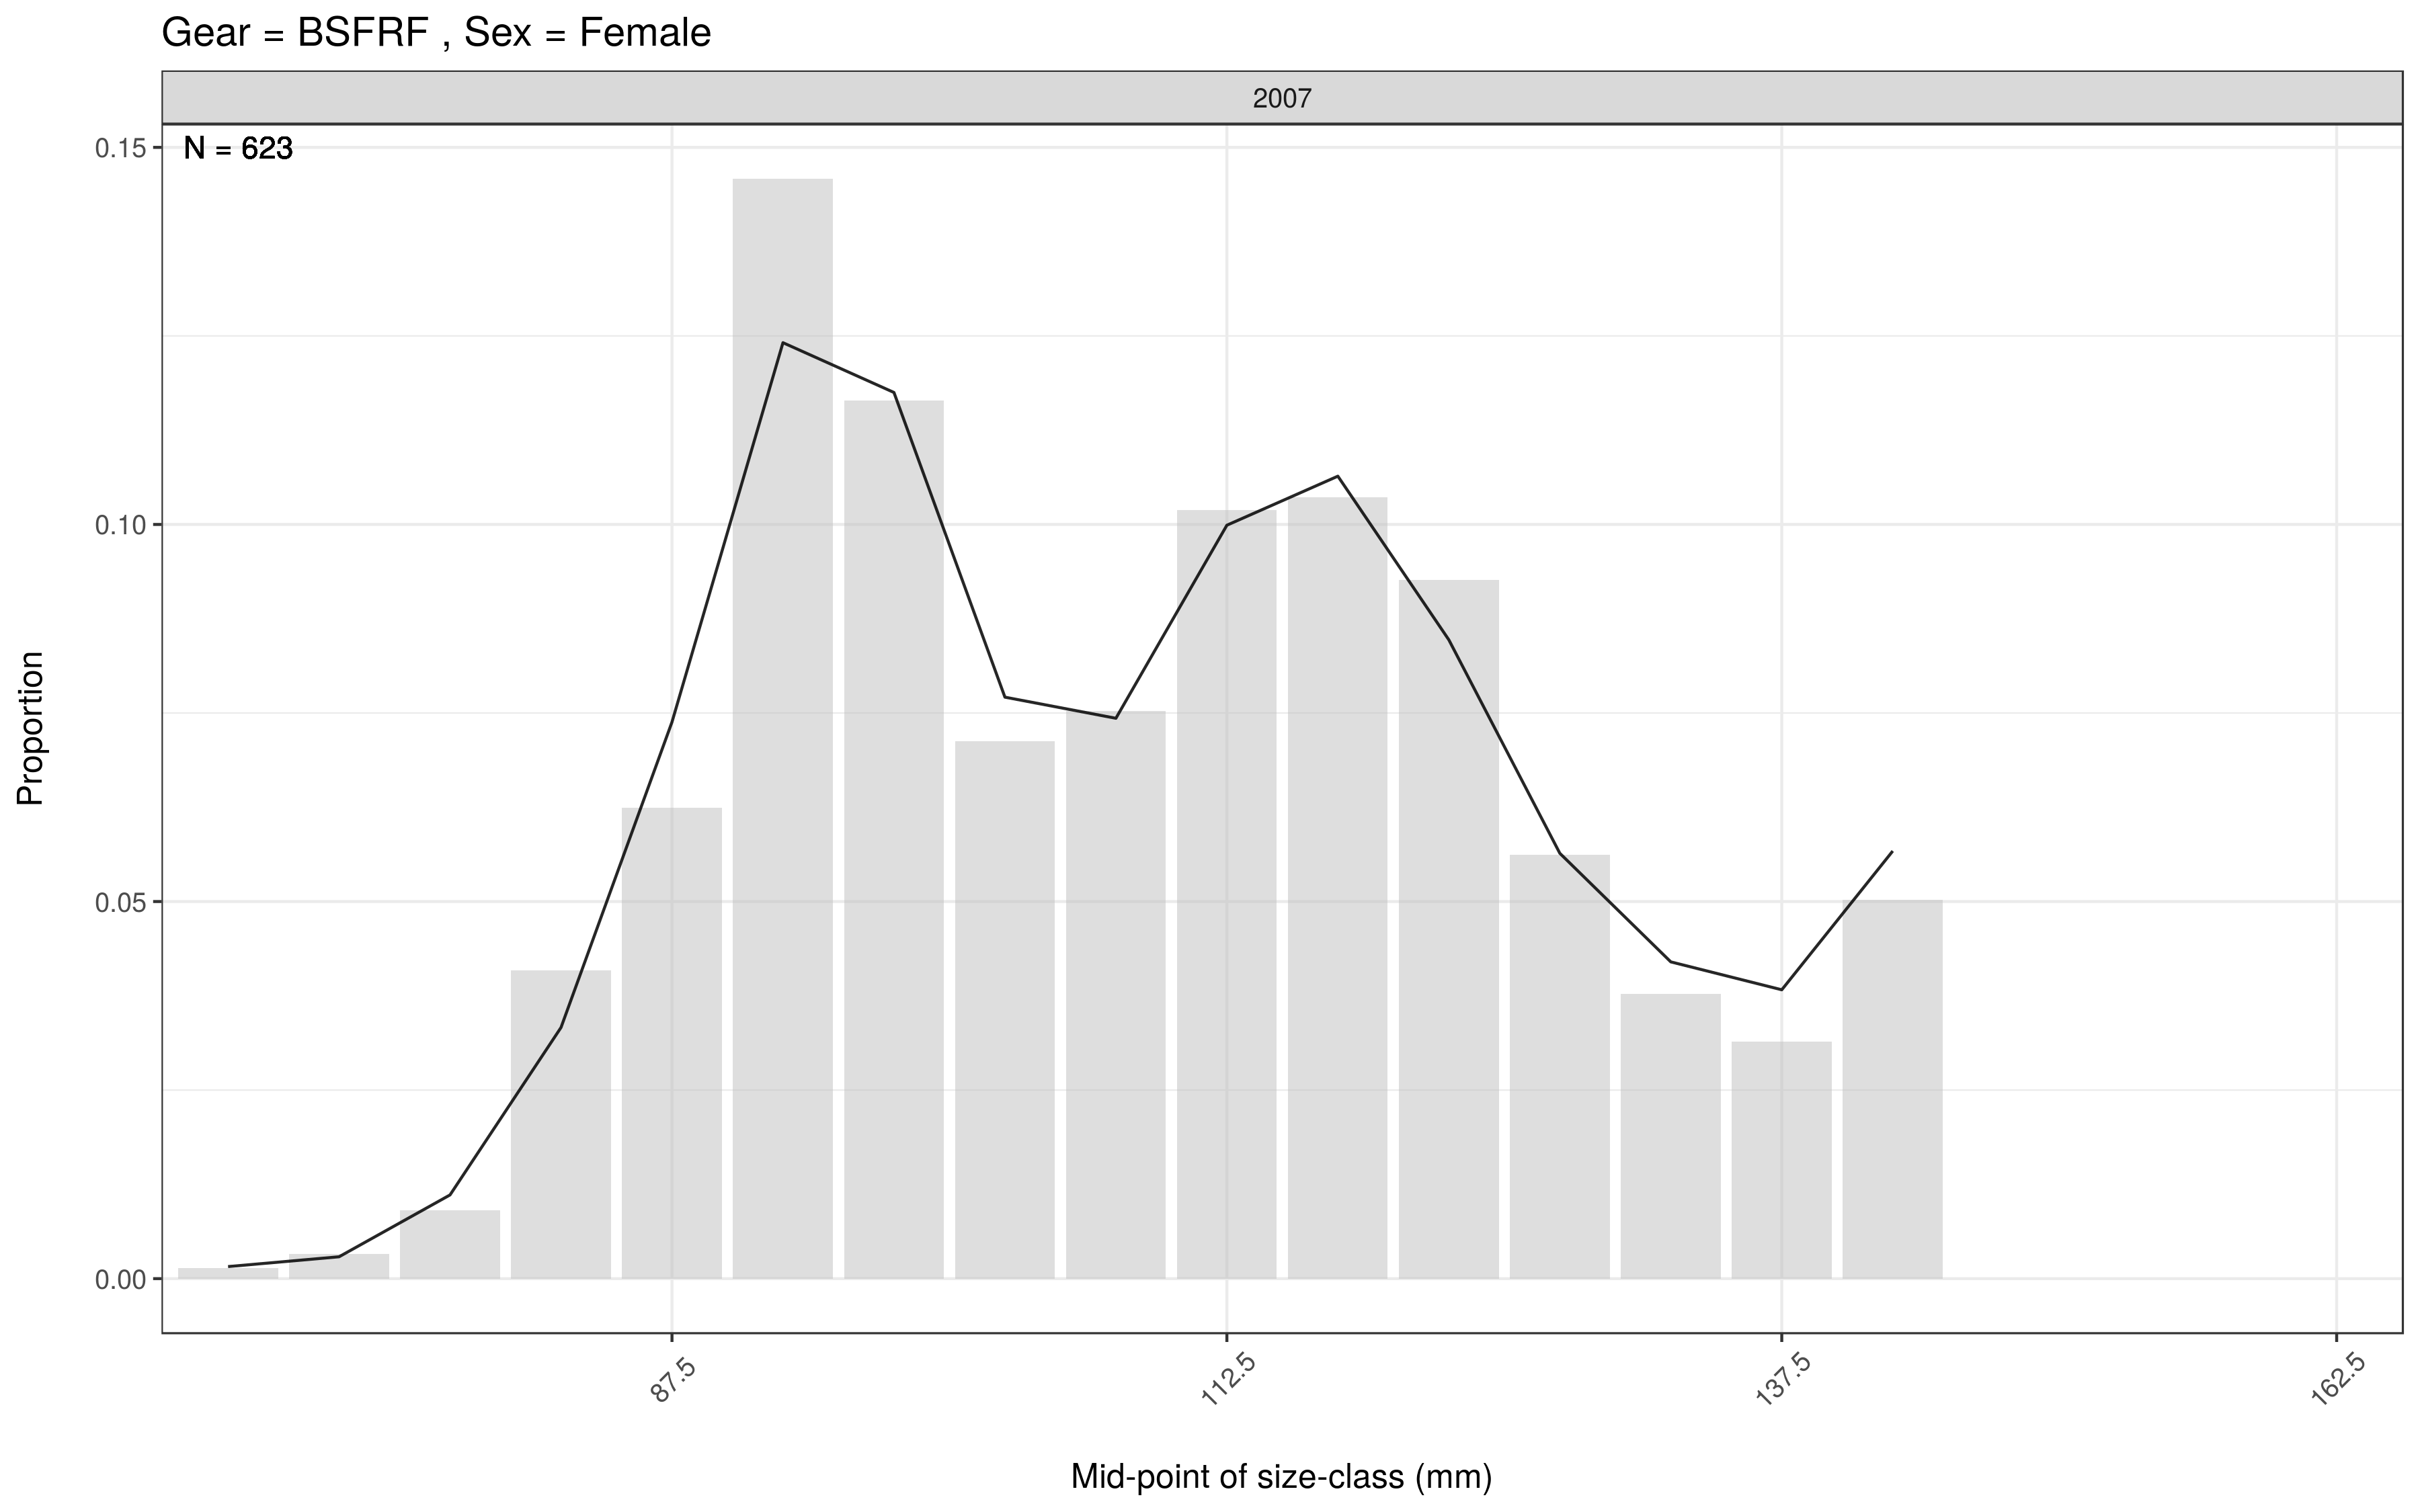 Gear = BSFRF , Sex = Female
2007
N = 623
0.15
0.10
0.05
0.00
Proportion
87.5
112.5
137.5
162.5
Mid-point of size-class (mm)